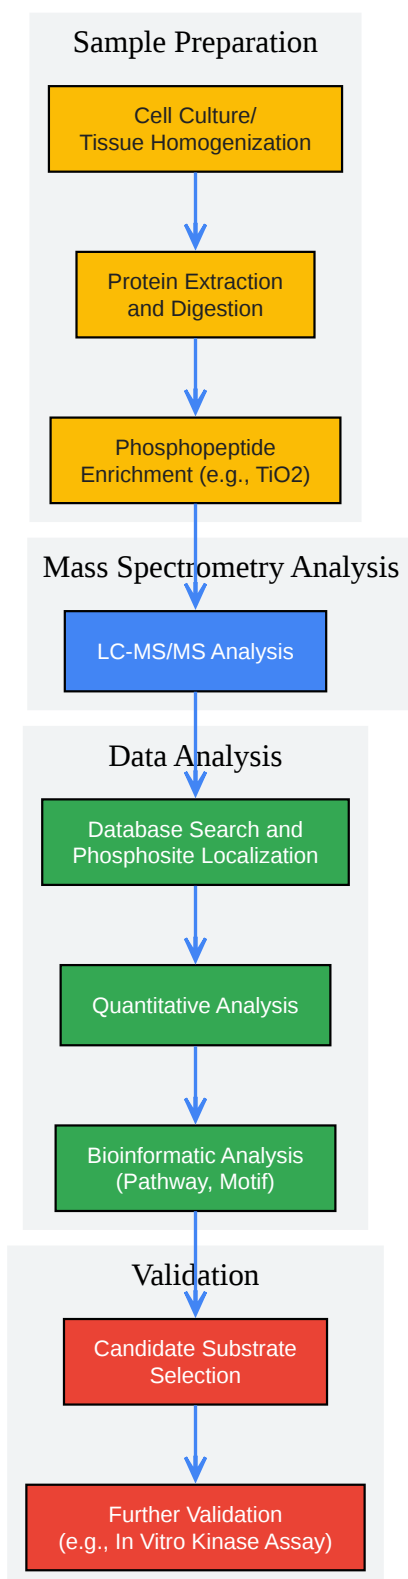 Sample Preparation
Cell Culture/
Tissue Homogenization
Protein Extraction
and Digestion
Phosphopeptide
Enrichment (e.g., TiO2)
Mass Spectrometry Analysis
LC-MS/MS Analysis
Data Analysis
Database Search and
Phosphosite Localization
Quantitative Analysis
Bioinformatic Analysis
(Pathway, Motif)
Validation
Candidate Substrate
Selection
Further Validation
(e.g., In Vitro Kinase Assay)